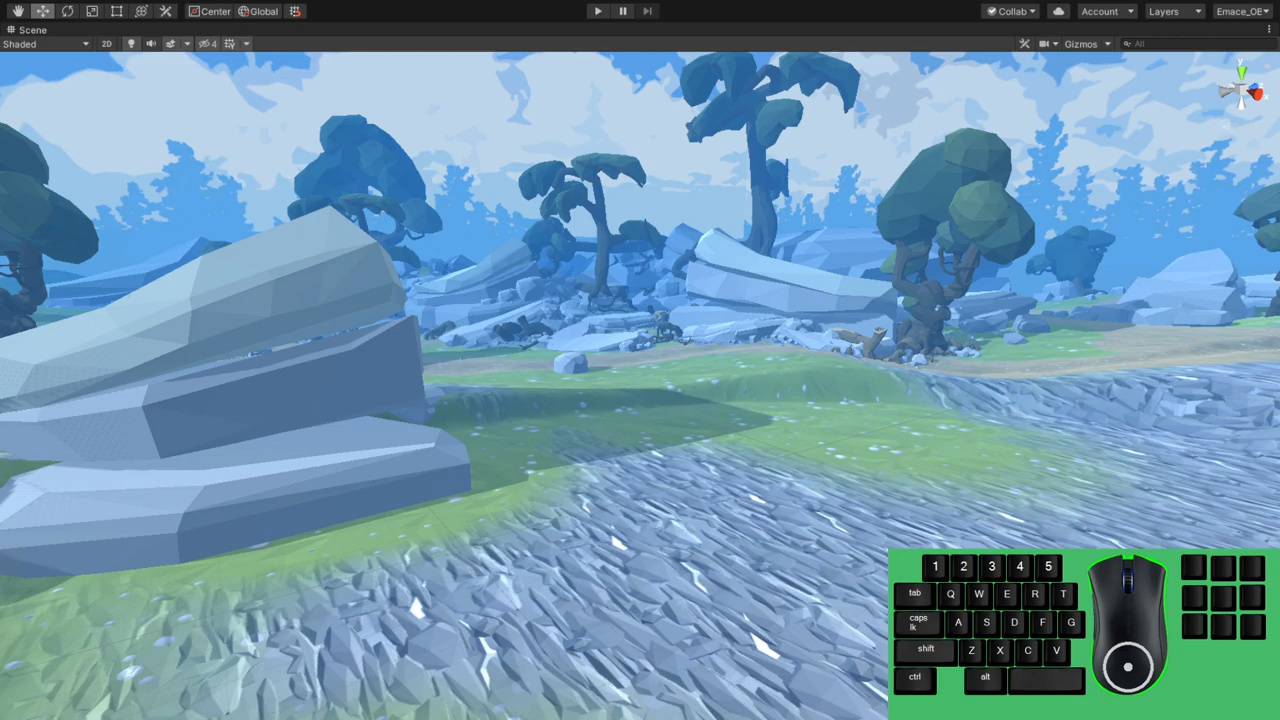 Center Global Collab Account Layers Emace_OE
Scene
Shaded 2D 4 Gizmos All
y
x
1 2 3 4 5
tab Q W E R T
caps lk A S D F G
shift Z X C V
ctrl alt